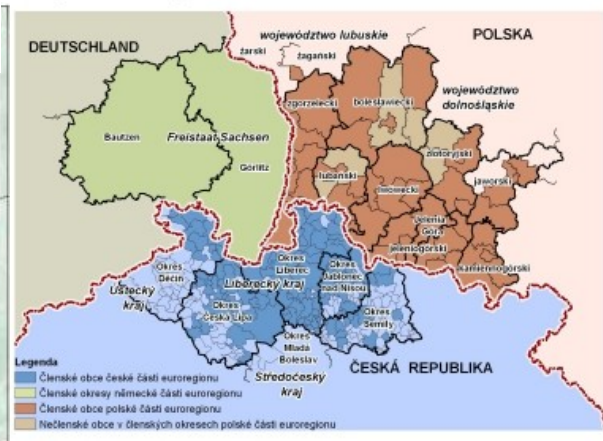 DEUTSCHLAND
województwo lubuskie
POLSKA
żarski
żagański
zgorzelecki
bolesławiecki
województwo
dolnośląskie
Bautzen
Freistaat Sachsen
Görlitz
lubański
złotoryjski
lwowecki
jaworski
Jelenia
Góra
jeleniogórski
kamiennogórski
Okres
Děčín
Ústecký
kraj
Okres
Liberec
Liberecký kraj
Okres
Jablonec
nad Nisou
Okres
Česká Lípa
Okres
Semily
Okres
Mladá
Boleslav
Středočeský
kraj
ČESKÁ REPUBLIKA
Legenda
Členské obce české části euroregionu
Členské okresy německé části euroregionu
Členské obce polské části euroregionu
Nečlenské obce v členských okresech polské části euroregionu